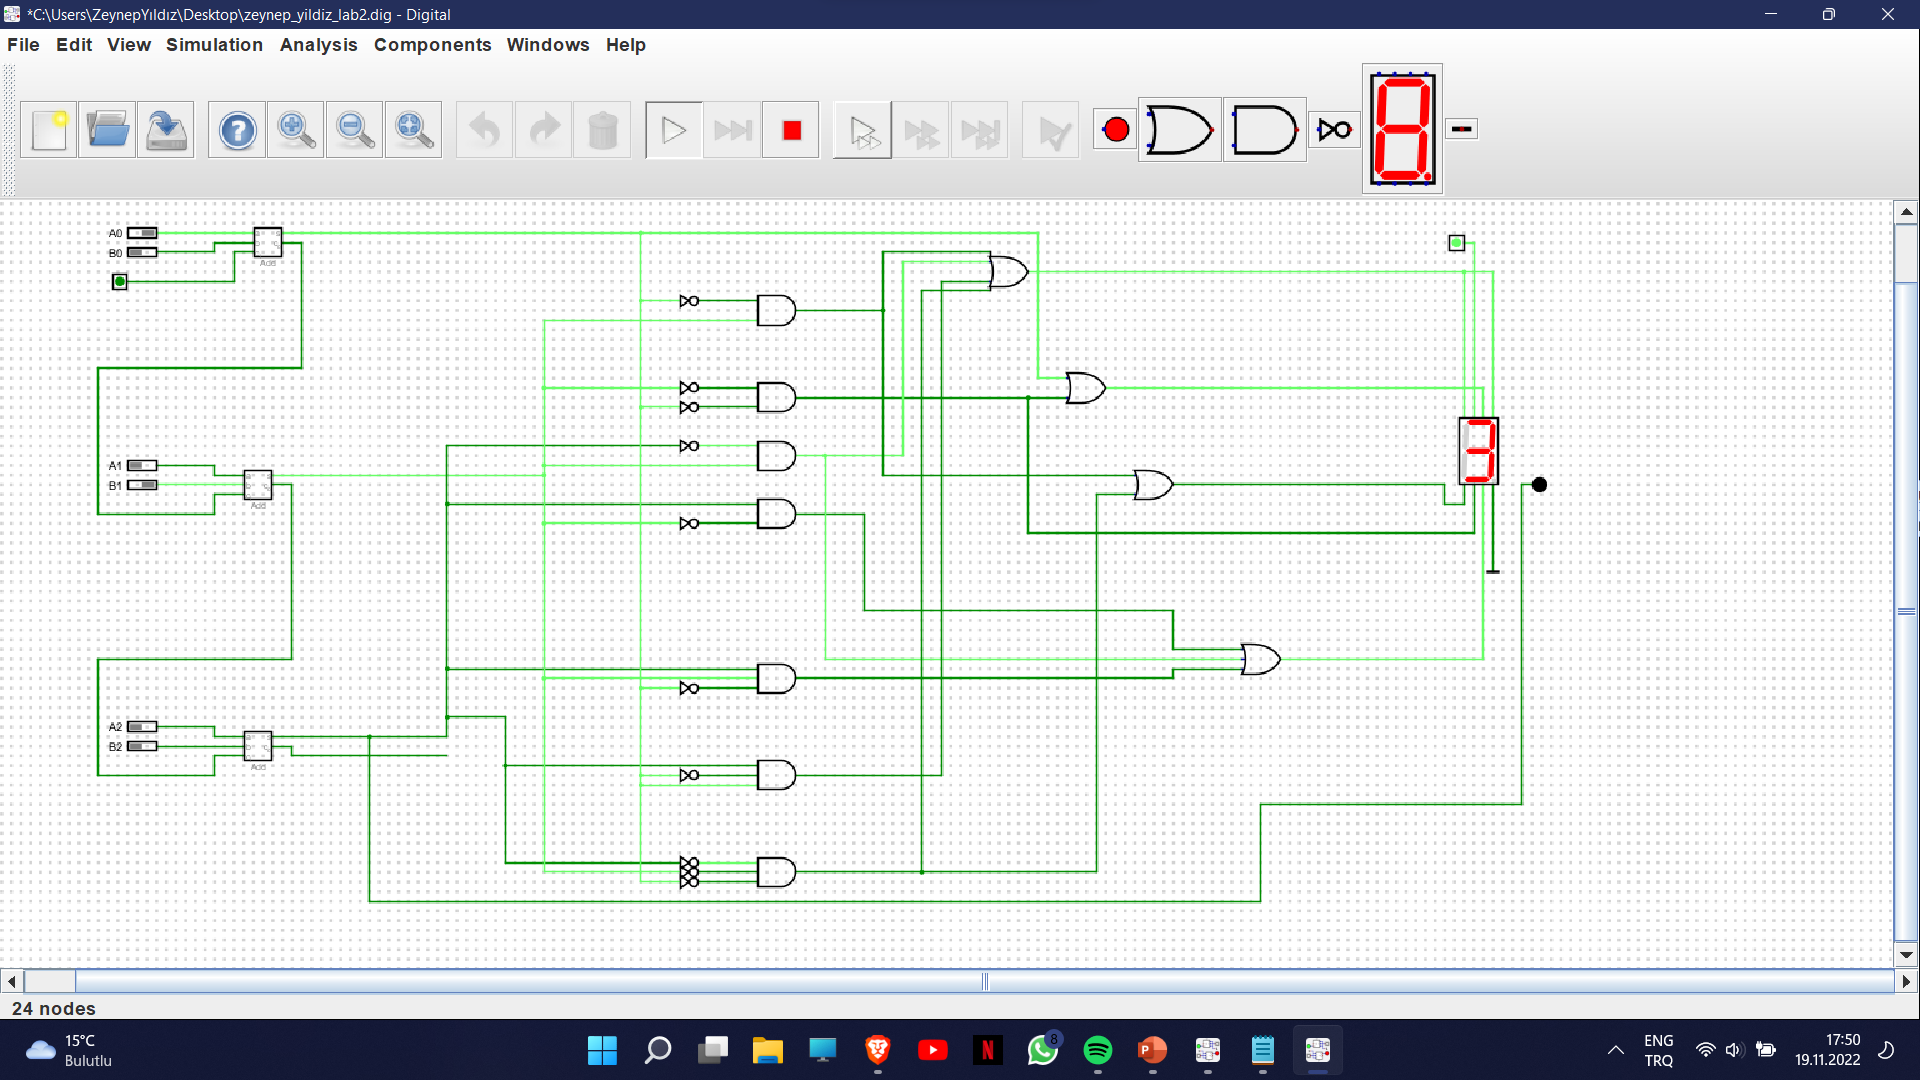 *C:\Users\ZeynepYıldız\Desktop\zeynep_yildiz_lab2.dig - Digital
File Edit View Simulation Analysis Components Windows Help
A0
B0
Add
A1
B1
Add
A2
B2
Add
24 nodes
15°C
Bulutlu
8
ENG
TRQ
17:50
19.11.2022